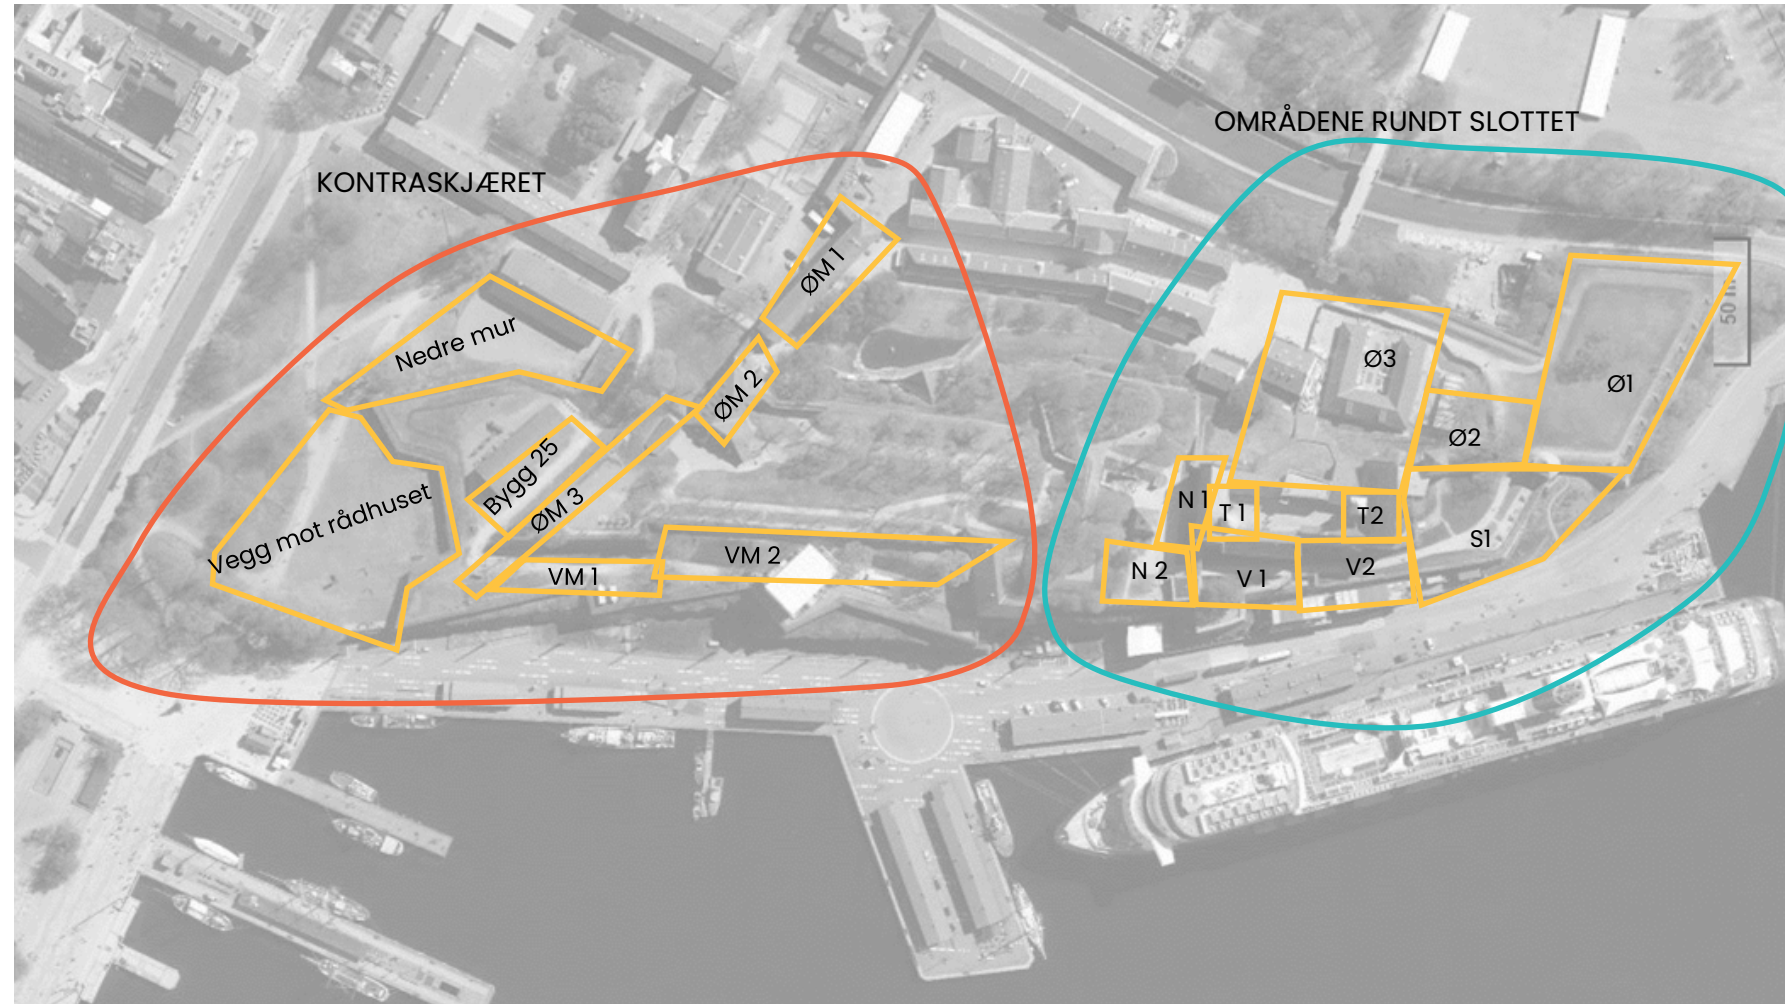 OMRÅDENE RUNDT SLOTTET
KONTRASKJÆRET
ØM 1
Nedre mur
ØM 2
Bygg 25
ØM 3
Vegg mot rådhuset
VM 1
VM 2
Ø3
Ø1
Ø2
N 1
T 1
T2
S1
N 2
V 1
V2
50 m